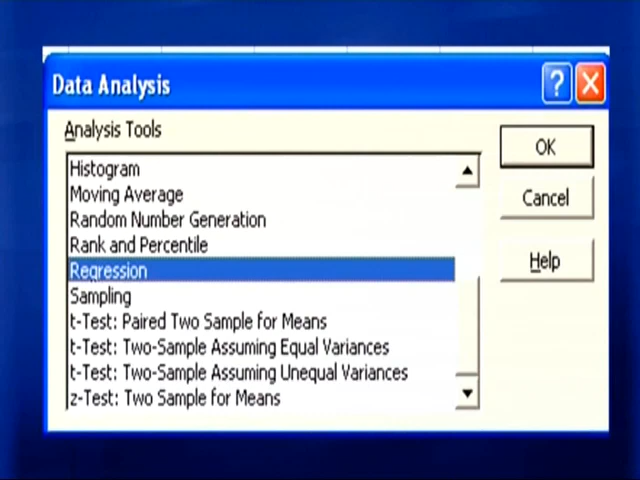 Data Analysis
?
X
Analysis Tools
Histogram
Moving Average
Random Number Generation
Rank and Percentile
Regression
Sampling
t-Test: Paired Two Sample for Means
t-Test: Two-Sample Assuming Equal Variances
t-Test: Two-Sample Assuming Unequal Variances
z-Test: Two Sample for Means
OK
Cancel
Help